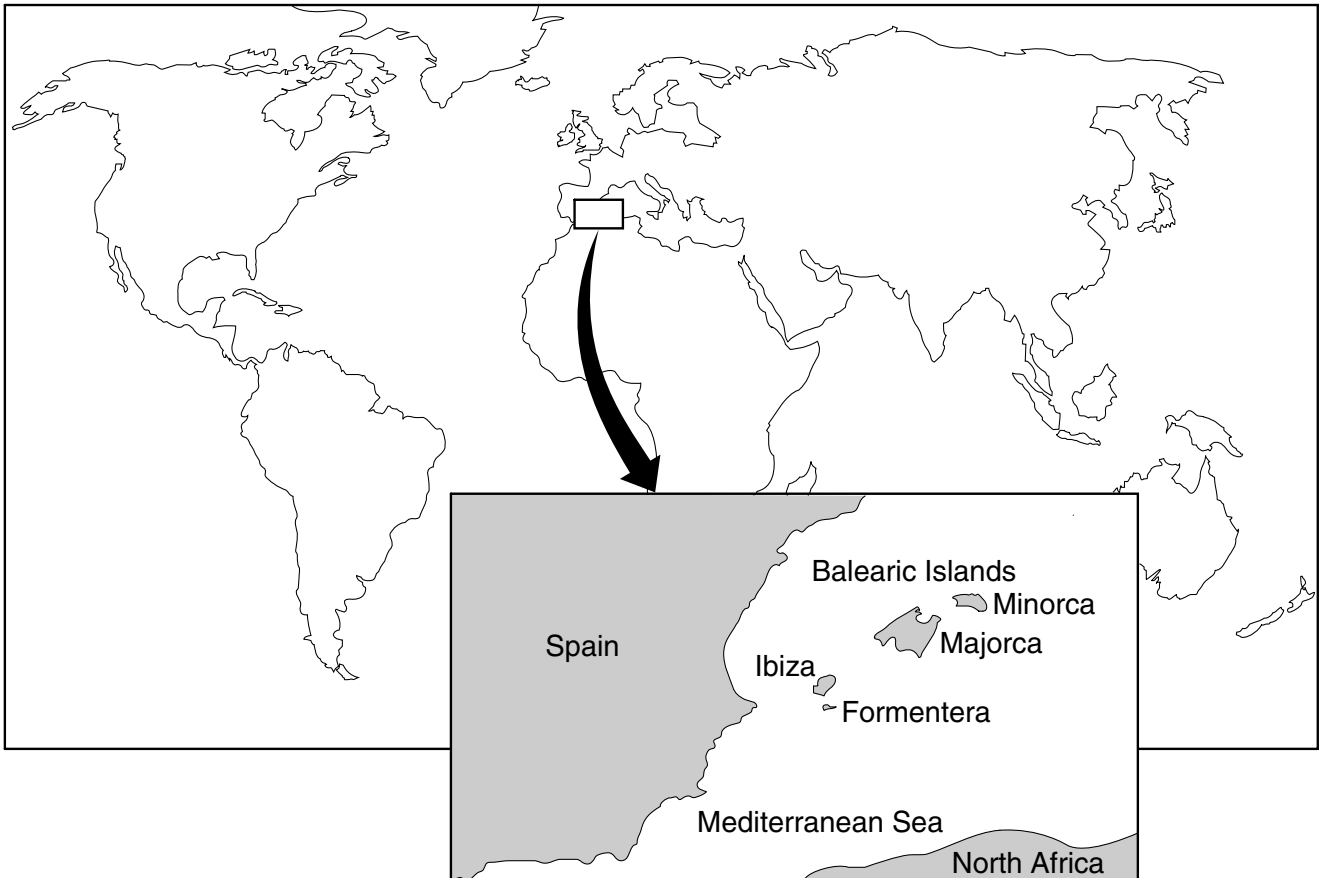 Balearic Islands
Minorca
Majorca
Spain
Ibiza
Formentera
Mediterranean Sea
North Africa